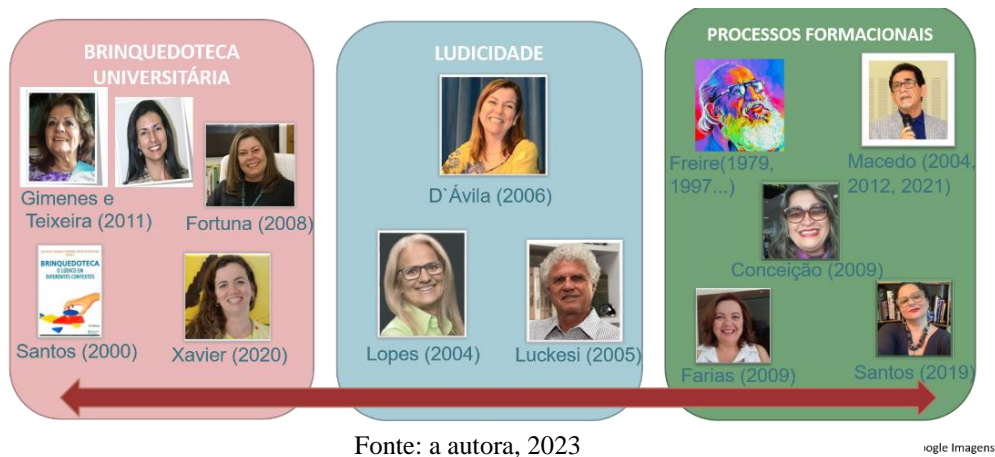 BRINQUEDOTECA
UNIVERSITÁRIA
Gimenes e
Teixeira (2011)
Fortuna (2008)
BRINQUEDOTECA
O LÚDICO EM
DIFERENTES CONTEXTOS
Santos (2000)
Xavier (2020)
LUDICIDADE
D`Ávila (2006)
Lopes (2004)
Luckesi (2005)
PROCESSOS FORMACIONAIS
Freire(1979,
1997...)
Macedo (2004,
2012, 2021)
Conceição (2009)
Farias (2009)
Santos (2019)
Fonte: a autora, 2023
ogle Imagens